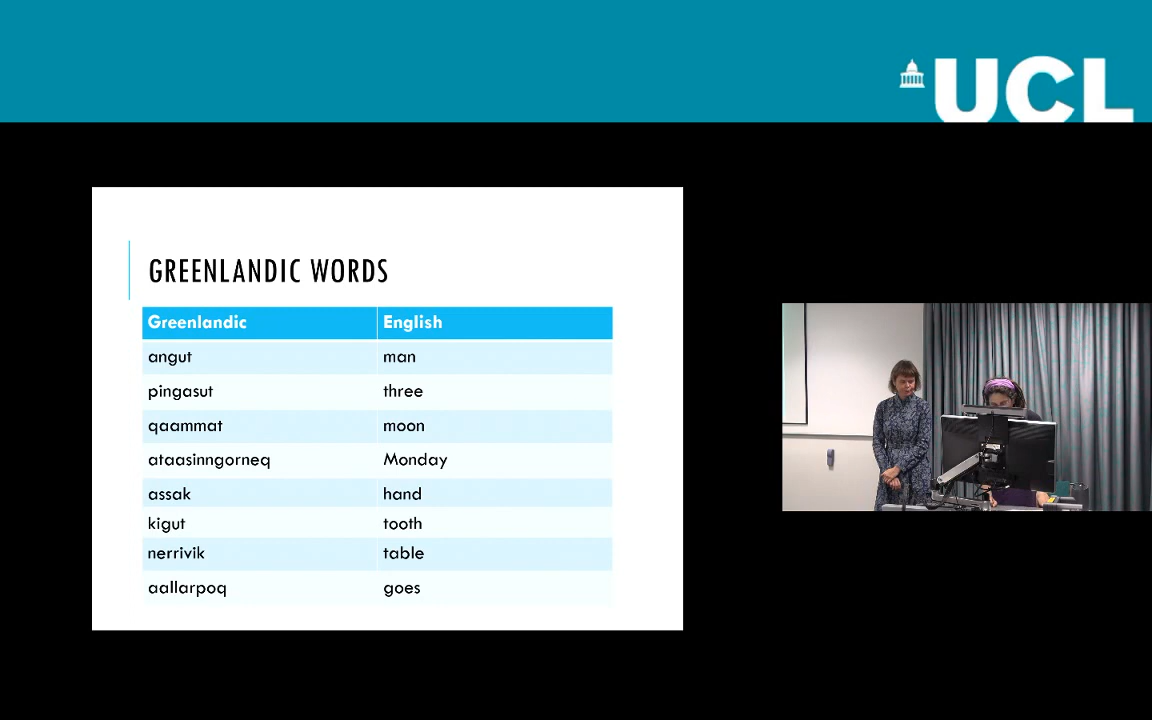 UCL
GREENLANDIC WORDS
Greenlandic English
angut man
pingasut three
qaammat moon
ataasinngorneq Monday
assak hand
kigut tooth
nerrivik table
aallarpoq goes